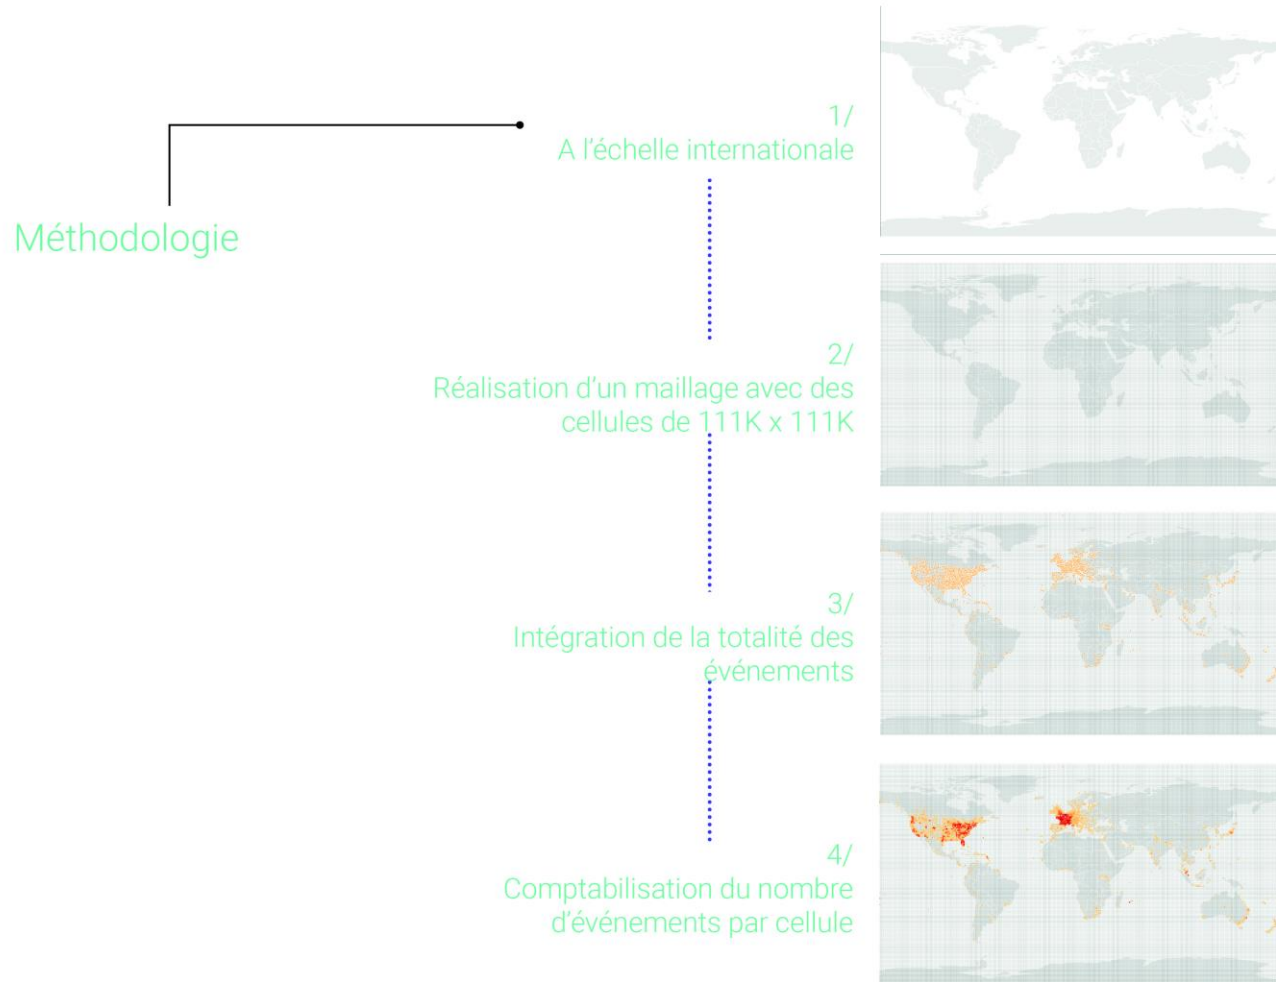 Méthodologie
1/
A l'échelle internationale
2/
Réalisation d'un maillage avec des
cellules de 111K x 111K
3/
Intégration de la totalité des
événements
4/
Comptabilisation du nombre
d'événements par cellule